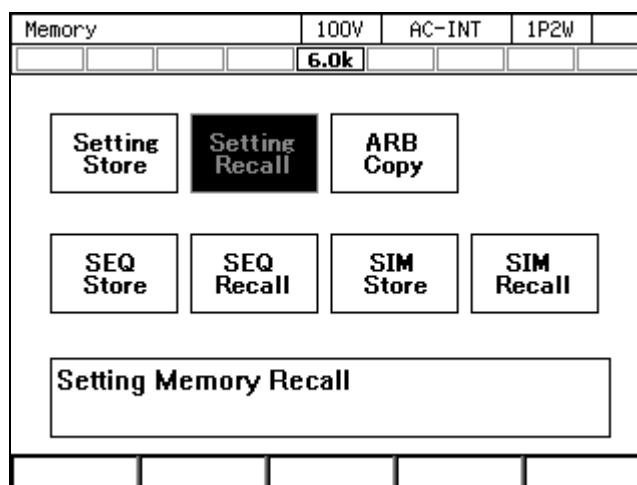 Memory 100V AC-INT 1P2W
6.0k
Setting Store
Setting Recall
ARB Copy
SEQ Store
SEQ Recall
SIM Store
SIM Recall
Setting Memory Recall